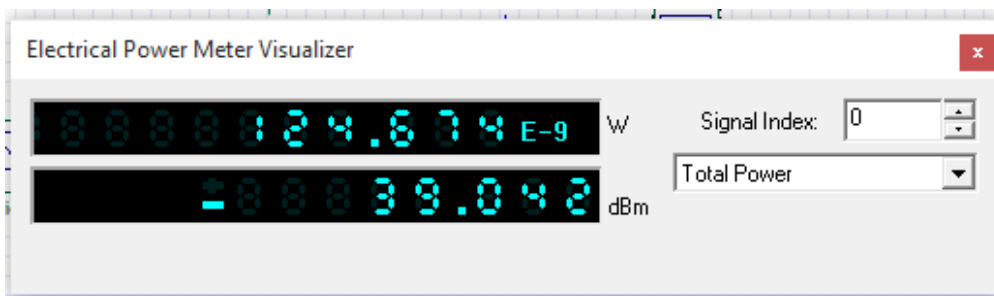 Electrical Power Meter Visualizer
x
124.674 E-9 W
Signal Index: 0
-39.042 dBm
Total Power